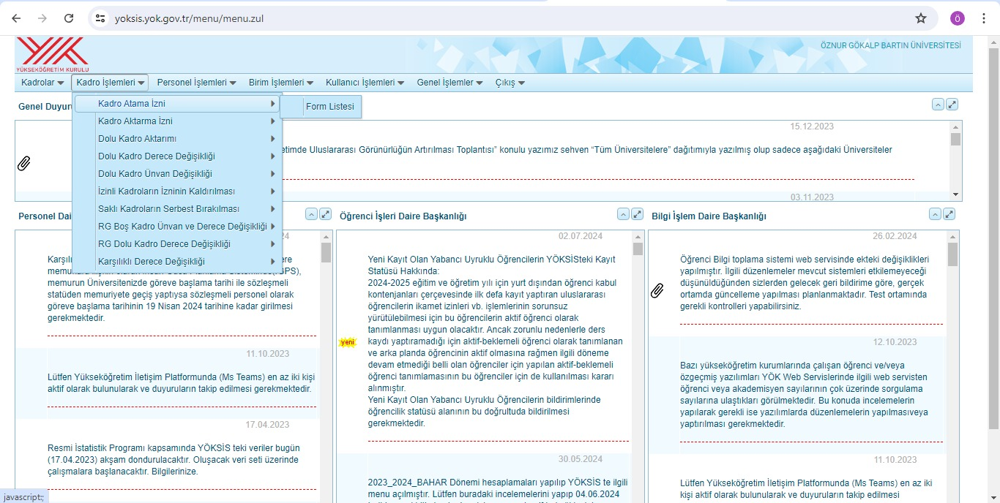 yoksis.yok.gov.tr/menu/menu.zul
Ö
YÜKSEKÖĞRETİM KURULU
ÖZNUR GÖKALP BARTIN ÜNİVERSİTESİ
Kadrolar
Kadro İşlemleri
Personel İşlemleri
Birim İşlemleri
Kullanıcı İşlemleri
Genel İşlemler
Çıkış
Kadro Atama İzni
Form Listesi
Kadro Aktarma İzni
Dolu Kadro Aktarımı
Dolu Kadro Derece Değişikliği
Dolu Kadro Ünvan Değişikliği
İzinli Kadroların İzninin Kaldırılması
Saklı Kadroların Serbest Bırakılması
RG Boş Kadro Ünvan ve Derece Değişikliği
RG Dolu Kadro Derece Değişikliği
Karşılıklı Derece Değişikliği
Genel
15.12.2023
Uluslararası Görünürlüğün Artırılması Toplantısı” konulu yazımız sehven “Tüm Üniversitelere” dağıtımıyla yazılmış olup sadece aşağıdaki Üniversiteler
03.11.2023
Personel
memurun Üniversitenizde göreve başlama tarihi ile sözleşmeli
statüden memuriyete geçiş yaptıysa sözleşmeli personel olarak
göreve başlama tarihinin 19 Nisan 2024 tarihine kadar girilmesi
gerekmektedir.
11.10.2023
Lütfen Yükseköğretim İletişim Platformunda (Ms Teams) en az iki kişi
aktif olarak bulunularak ve duyuruların takip edilmesi gerekmektedir.
17.04.2023
Resmi İstatistik Programı kapsamında YÖKSİS teki veriler bugün
(17.04.2023) akşam dondurulacaktır. Oluşacak veri seti üzerinde
çalışmalara başlanacaktır. Bilgilerinize.
Öğrenci İşleri Daire Başkanlığı
02.07.2024
yeni
Yeni Kayıt Olan Yabancı Uyruklu Öğrencilerin YÖKSİSteki Kayıt
Statüsü Hakkında:
2024-2025 eğitim ve öğretim yılı için yurt dışından öğrenci kabul
kontenjanları çerçevesinde ilk defa kayıt yaptıran uluslararası
öğrencilerin ikamet izinleri vb. işlemlerinin sorunsuz
yürütülebilmesi için bu öğrencilerin aktif öğrenci olarak
tanımlanması uygun olacaktır. Ancak zorunlu nedenlerle ders
kaydı yaptıramadığı için aktif-beklemeli öğrenci olarak tanımlanan
ve arka planda öğrencinin aktif olmasına rağmen ilgili döneme
devam etmediği belli olan öğrenciler için yapılan aktif-beklemeli
öğrenci tanımlamasının bu öğrenciler için de kullanılması kararı
alınmıştır.
Yeni Kayıt Olan Yabancı Uyruklu Öğrencilerin bildirimlerinde
öğrencilik statüsü alanının bu doğrultuda bildirilmesi
gerekmektedir.
30.05.2024
2023_2024_BAHAR Dönemi hesaplamaları yapılıp YÖKSİS te ilgili
menu açılmıştır. Lütfen buradaki incelemelerini yapıp 04.06.2024
Bilgi İşlem Daire Başkanlığı
26.02.2024
Öğrenci Bilgi toplama sistemi web servisinde ekteki değişiklikleri
yapılmıştır. İlgili düzenlemeler mevcut sistemleri etkilemeyeceği
düşünüldüğünden sizlerden gelecek geri bildirime göre, gerçek
ortamda güncelleme yapılması planlanmaktadır. Test ortamında
gerekli kontrolleri yapabilirsiniz.
12.10.2023
Bazı yükseköğretim kurumlarında çalışan öğrenci ve/veya
özgeçmiş yazılımları YÖK Web Servislerinde ilgili web servisten
öğrenci veya akademisyen sayılarının çok üzerinde sorgulama
sayılarına ulaştıkları görülmektedir. Bu konuda incelemelerin
yapılarak gerekli ise yazılımlarda düzenlemelerin yapılmasıveya
yaptırılması gerekmektedir.
11.10.2023
Lütfen Yükseköğretim İletişim Platformunda (Ms Teams) en az iki
kişi aktif olarak bulunularak ve duyuruların takip edilmesi
javascript:;